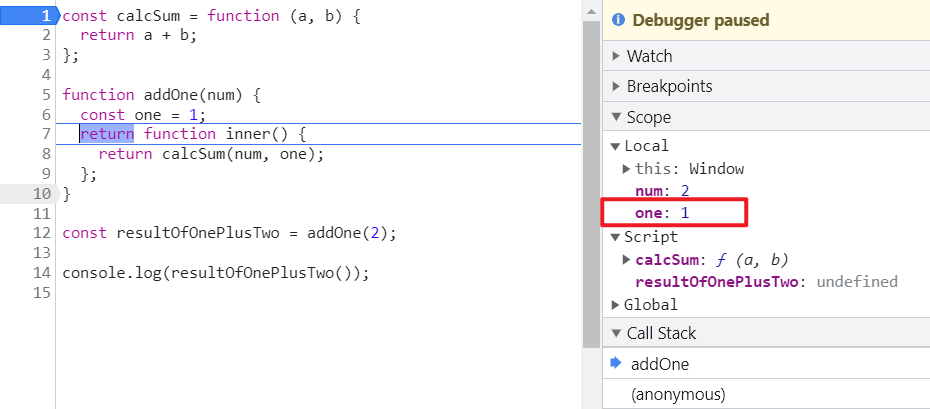 1 const calcSum = function (a, b) {
2 return a + b;
3 };
4
5 function addOne(num) {
6 const one = 1;
7 return function inner() {
8 return calcSum(num, one);
9 };
10 }
11
12 const resultOfOnePlusTwo = addOne(2);
13
14 console.log(resultOfOnePlusTwo());
15
Debugger paused
Watch
Breakpoints
Scope
Local
this: Window
num: 2
one: 1
Script
calcSum: ƒ (a, b)
resultOfOnePlusTwo: undefined
Global
Call Stack
addOne
(anonymous)